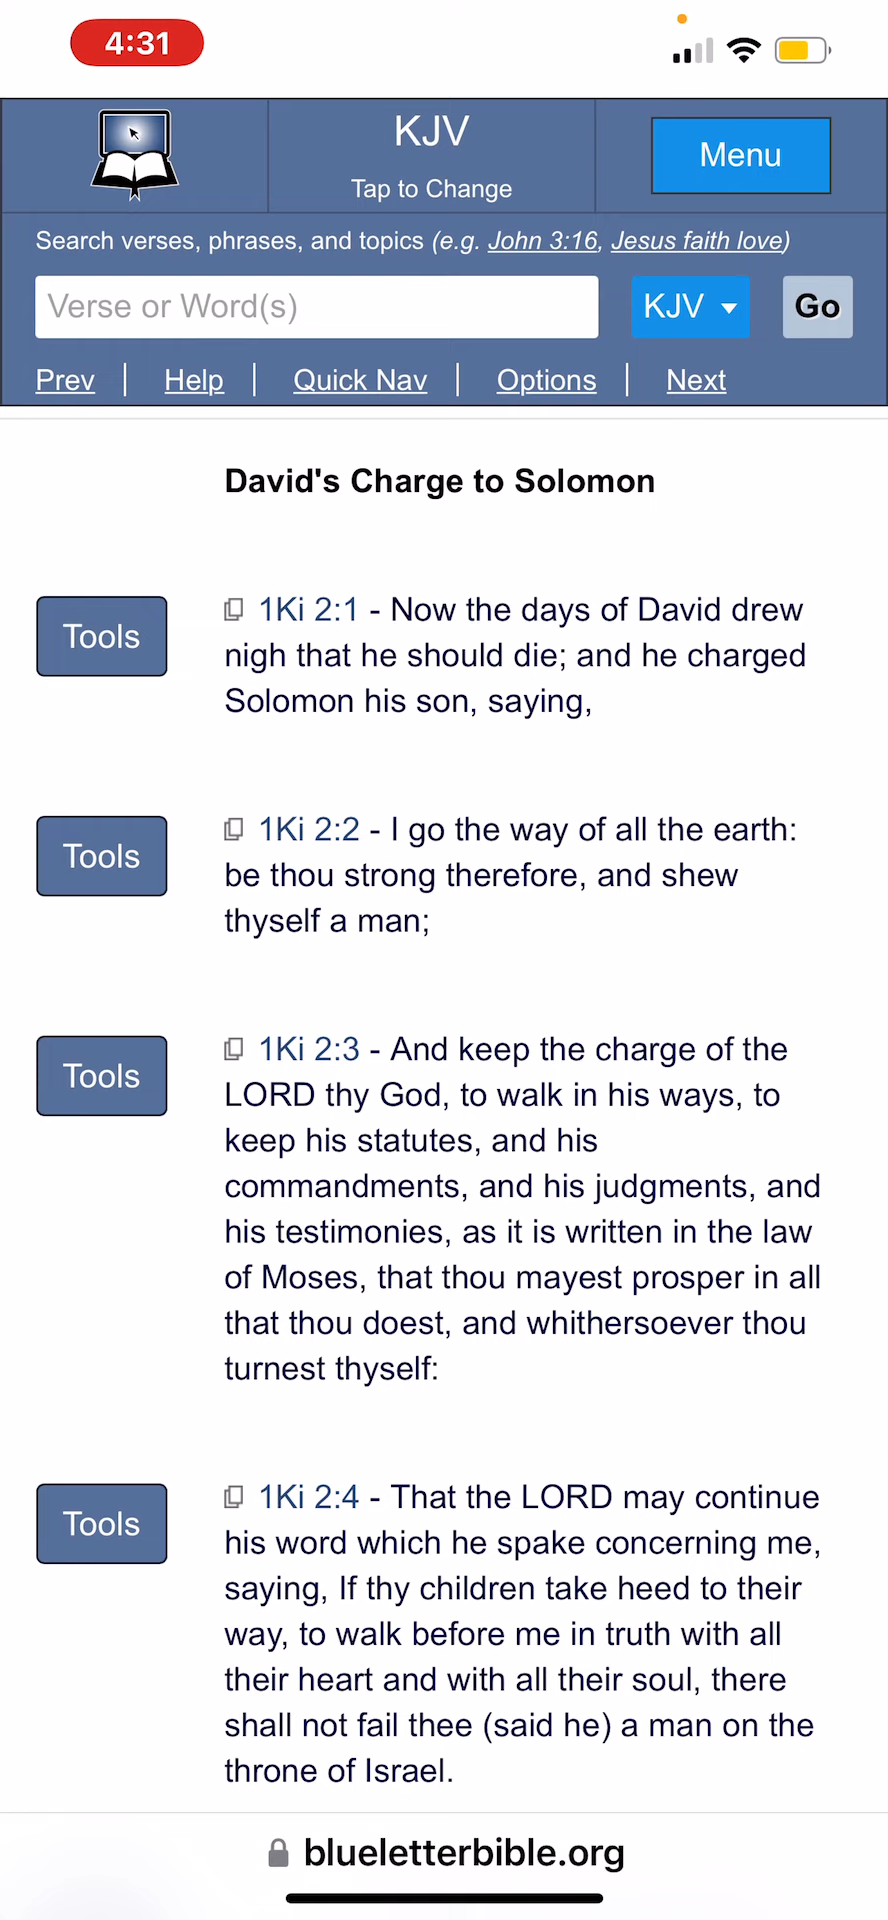 4:31
KJV
Tap to Change
Menu
Search verses, phrases, and topics (e.g. John 3:16, Jesus faith love)
Verse or Word(s)
KJV
Go
Prev | Help | Quick Nav | Options | Next
David's Charge to Solomon
Tools
1Ki 2:1 - Now the days of David drew
nigh that he should die; and he charged
Solomon his son, saying,
Tools
1Ki 2:2 - I go the way of all the earth:
be thou strong therefore, and shew
thyself a man;
Tools
1Ki 2:3 - And keep the charge of the
LORD thy God, to walk in his ways, to
keep his statutes, and his
commandments, and his judgments, and
his testimonies, as it is written in the law
of Moses, that thou mayest prosper in all
that thou doest, and whithersoever thou
turnest thyself:
Tools
1Ki 2:4 - That the LORD may continue
his word which he spake concerning me,
saying, If thy children take heed to their
way, to walk before me in truth with all
their heart and with all their soul, there
shall not fail thee (said he) a man on the
throne of Israel.
blueletterbible.org